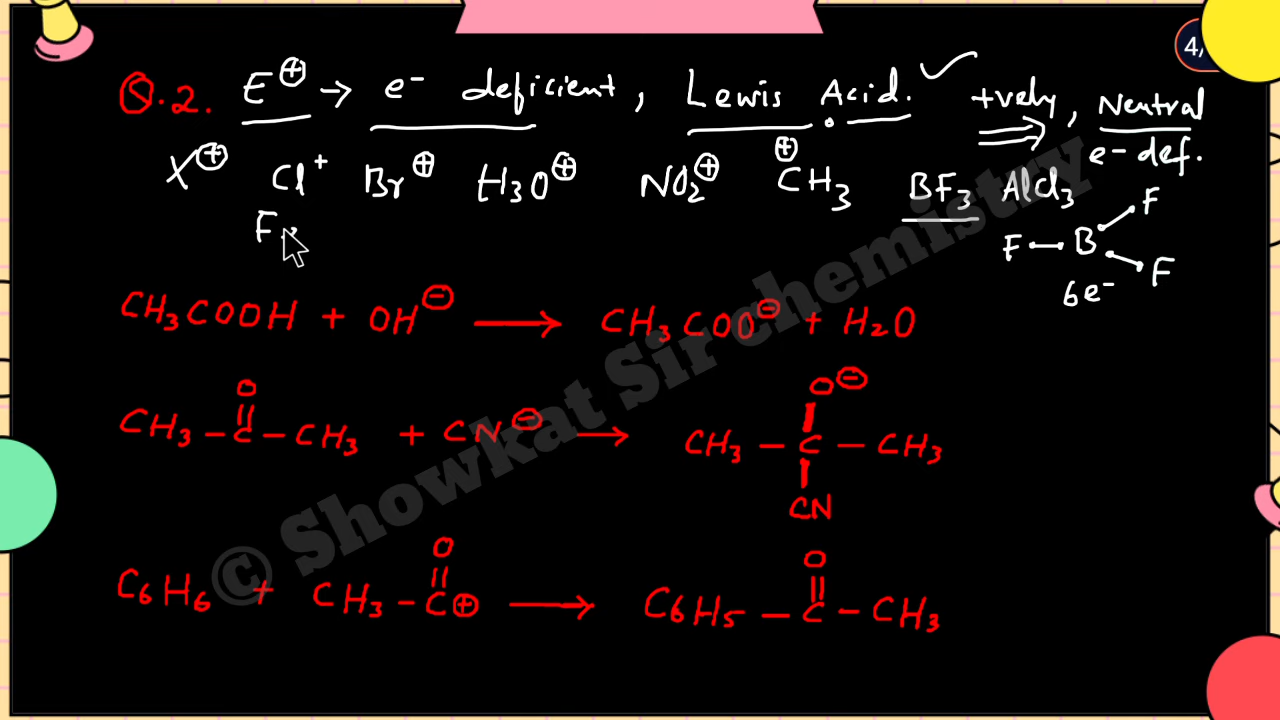 4/
Q.2. E⊕ → e⁻ deficient, Lewis Acid. ✓ +vely, Neutral
e⁻ def.
X⊕ Cl⁺ Br⊕ H₃O⊕ NO₂⊕ ⊕CH₃ BF₃ AlCl₃
F
F — B — F
F
6e⁻
CH₃COOH + OH⊖ ⟶ CH₃COO⊖ + H₂O
O O⊖
|| |
CH₃ – C – CH₃ + CN⊖ → CH₃ – C – CH₃
|
CN
O O
|| ||
C₆H₆ + CH₃ – C⊕ ⟶ C₆H₅ – C – CH₃
© Showkat Sir chemistry